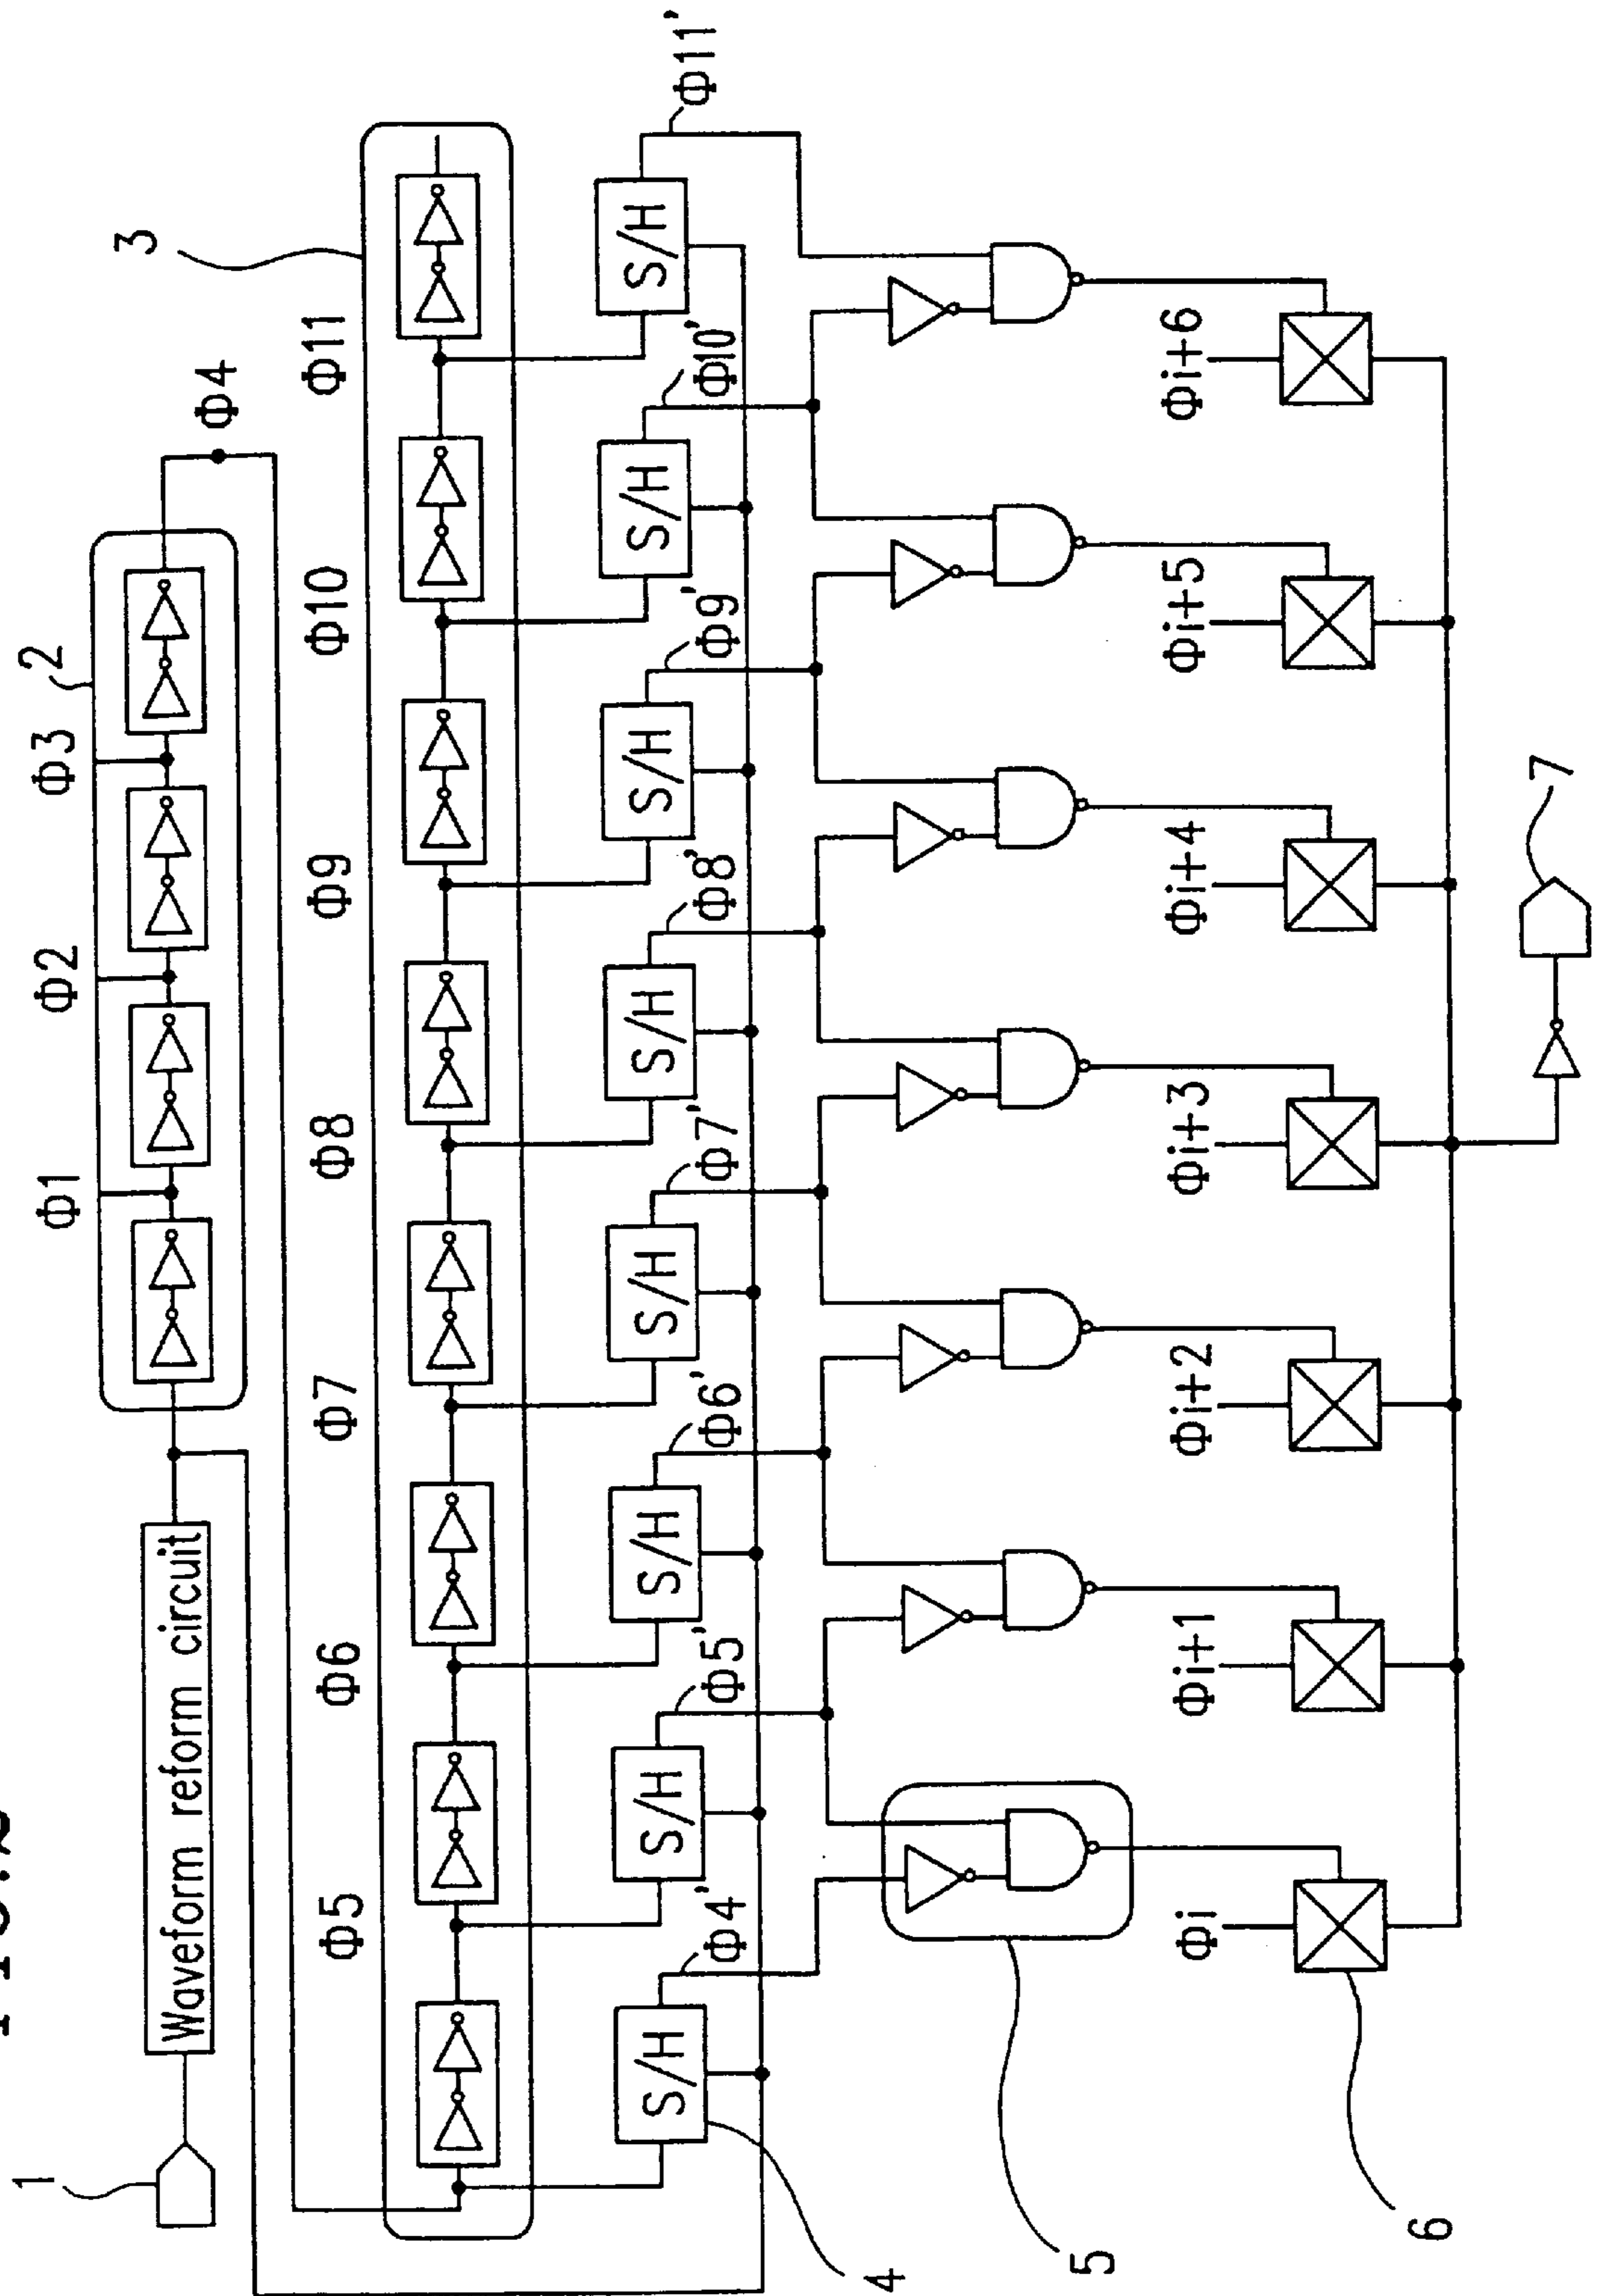 1
Waveform reform circuit
Φ1
Φ2
Φ3
2
Φ4
3
Φ5
Φ6
Φ7
Φ8
Φ9
Φ10
Φ11
S/H
S/H
S/H
S/H
S/H
S/H
S/H
S/H
4
Φ4'
Φ5'
Φ6'
Φ7'
Φ8'
Φ9'
Φ10'
Φ11'
5
Φi
Φi+1
Φi+2
Φi+3
Φi+4
Φi+5
Φi+6
6
7